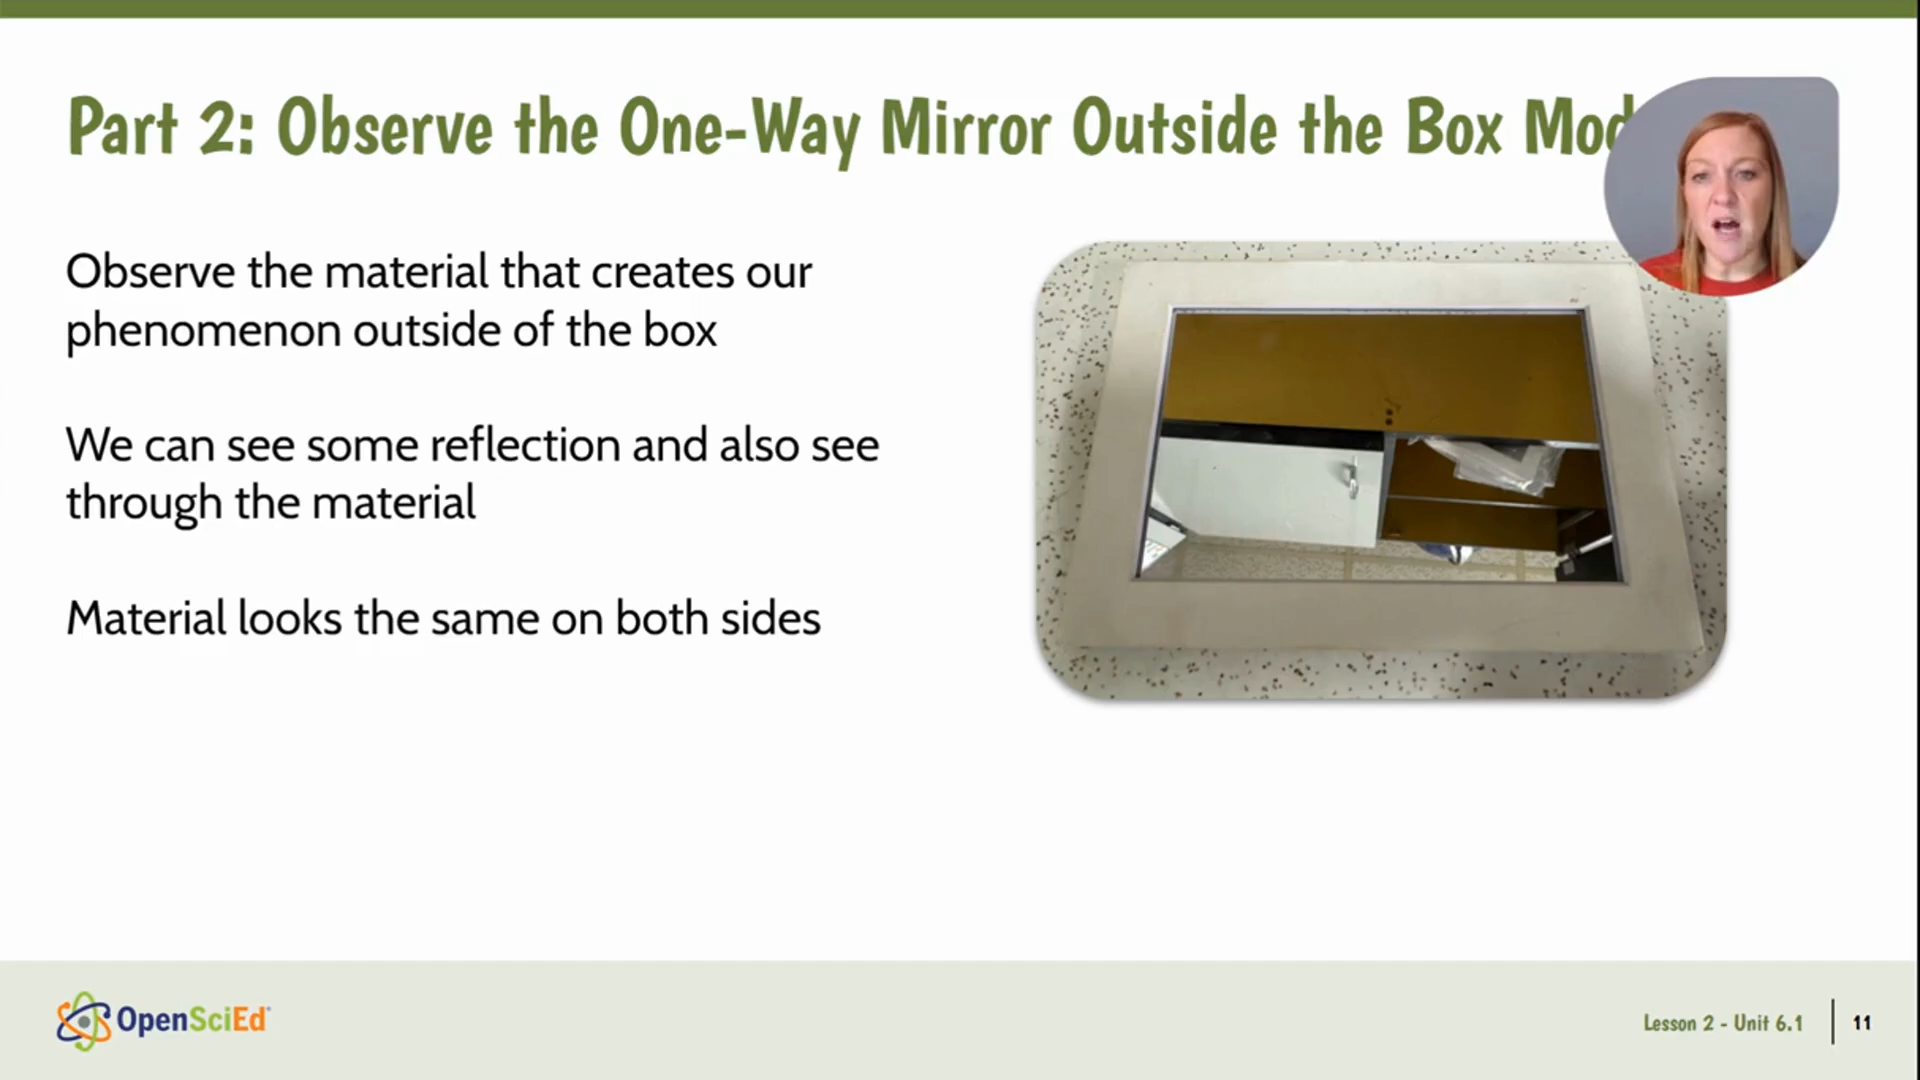 Part 2: Observe the One-Way Mirror Outside the Box Mod
Observe the material that creates our
phenomenon outside of the box
We can see some reflection and also see
through the material
Material looks the same on both sides
OpenSciEd
Lesson 2 - Unit 6.1
11